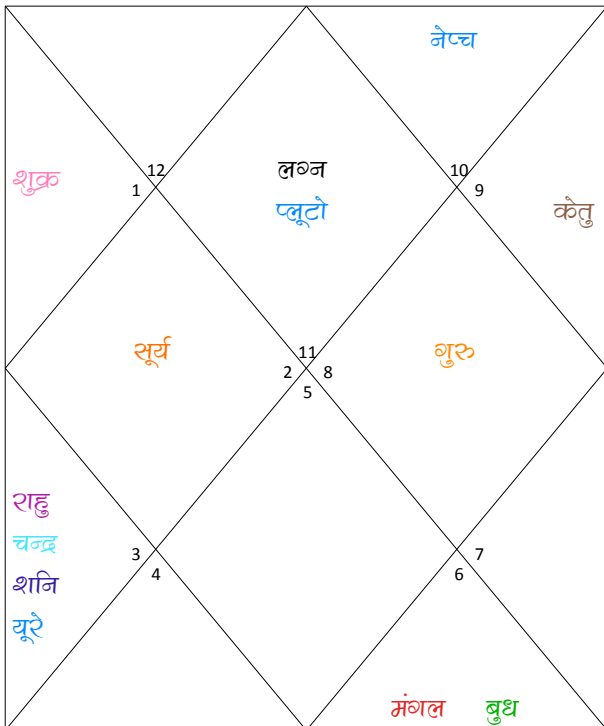 नेप्च
12
लग्न
10
शुक्र
1
9
प्लूटो
केतु
सूर्य
11
गुरु
2
8
5
राहु
चन्द्र
3
7
4
6
शनि
यूरे
मंगल बुध